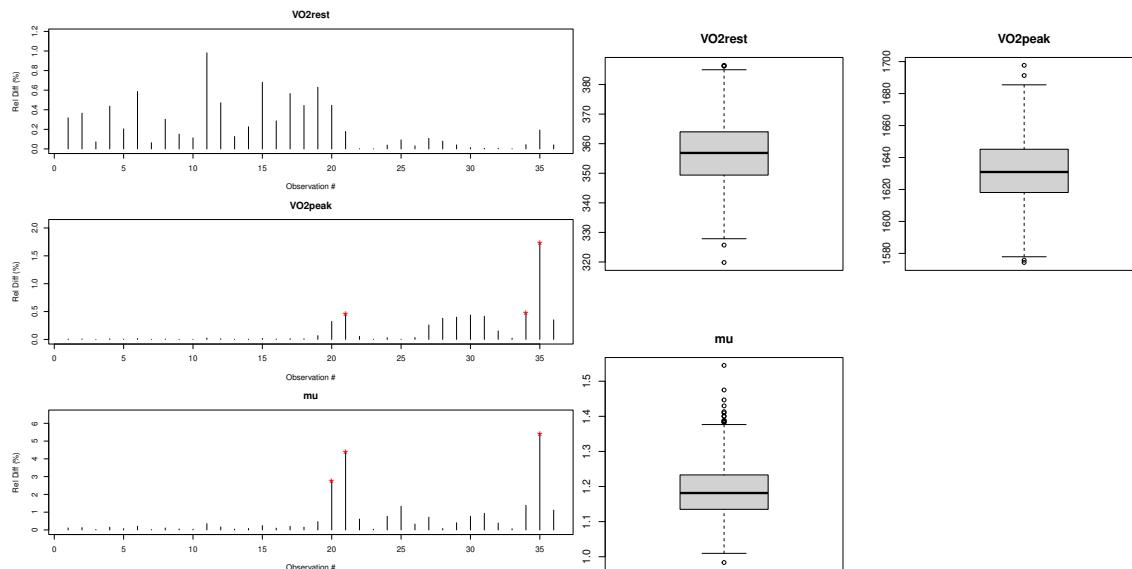 VO2rest
Rel Diff (%)
0.0 0.2 0.4 0.6 0.8 1.0 1.2
0 5 10 15 20 25 30 35
Observation #
VO2peak
Rel Diff (%)
0.0 0.5 1.0 1.5 2.0
0 5 10 15 20 25 30 35
Observation #
mu
Rel Diff (%)
0 1 2 3 4 5 6
0 5 10 15 20 25 30 35
Observation #
VO2rest
320 330 340 350 360 370 380
VO2peak
1580 1600 1620 1640 1660 1680 1700
mu
1.0 1.1 1.2 1.3 1.4 1.5